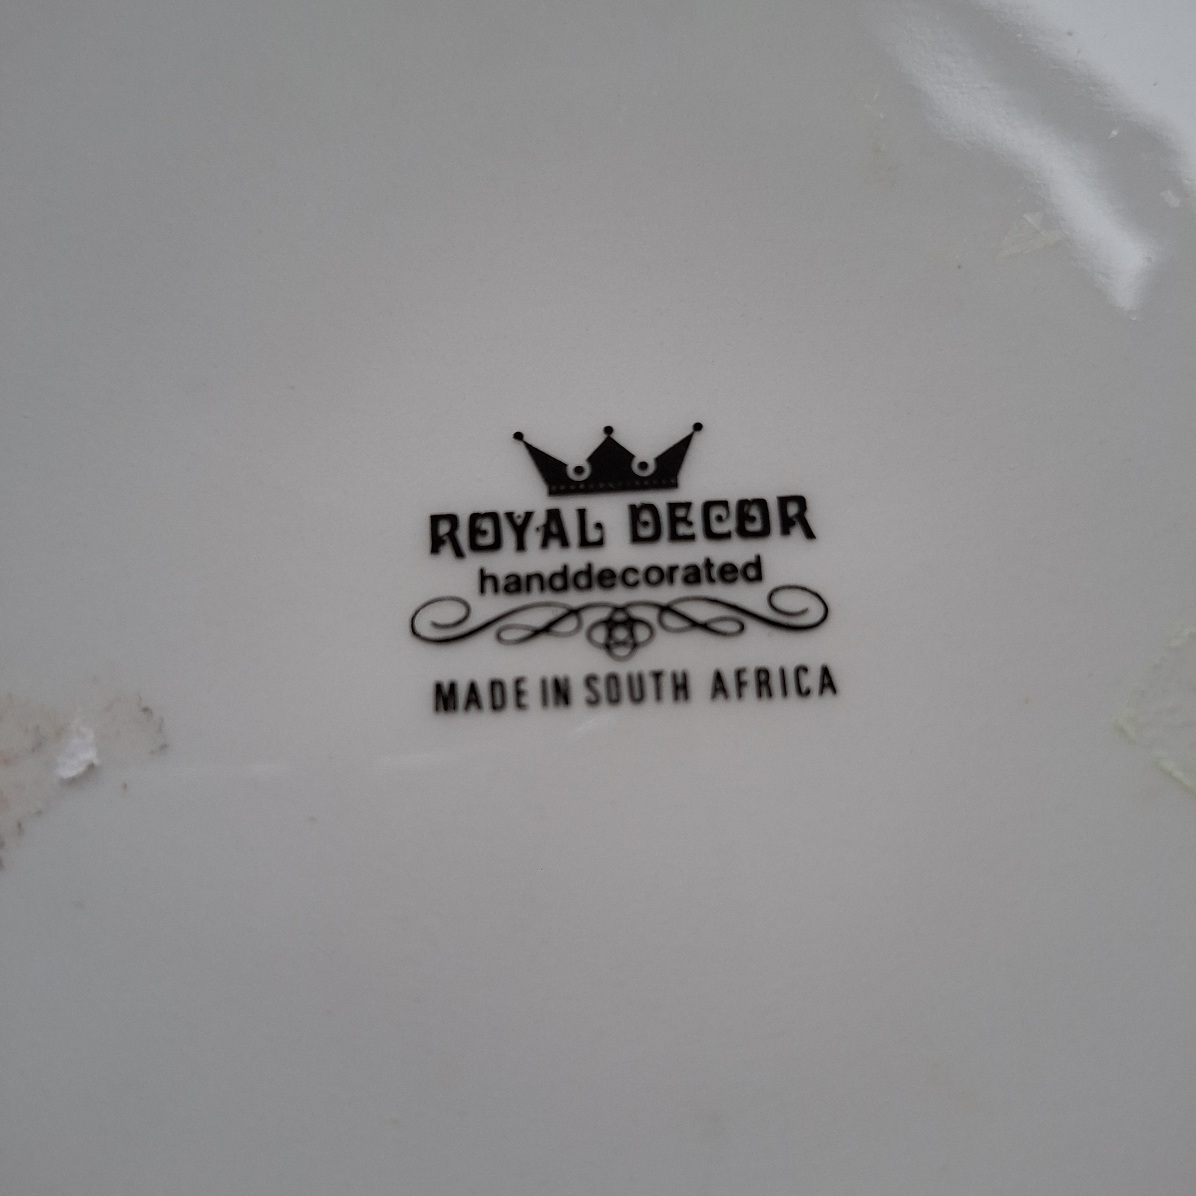 ROYAL DECOR
handdecorated
MADE IN SOUTH AFRICA